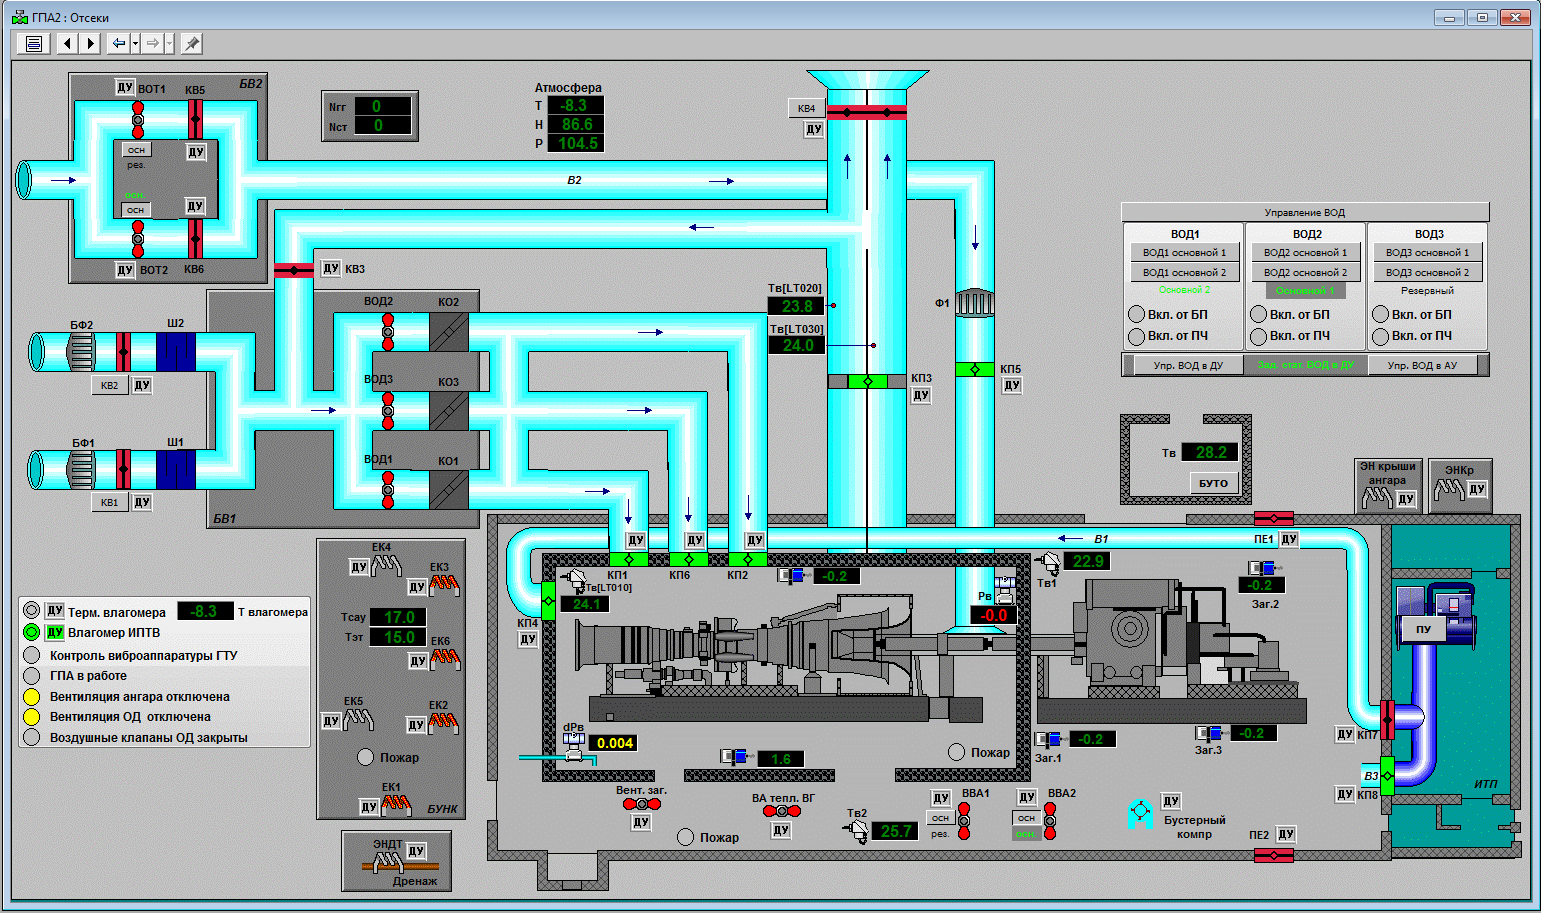 ГПА2 : Отсеки
БВ2
ДУ ВОТ1 КВ5
осн ДУ
рез.
осн.
осн ДУ
ДУ ВОТ2 КВ6
Nгг 0
Nст 0
Атмосфера
T -8.3
H 86.6
P 104.5
КВ4
ДУ
В2
ДУ КВ3
Управление ВОД
ВОД1 ВОД2 ВОД3
ВОД1 основной 1 ВОД2 основной 1 ВОД3 основной 1
ВОД1 основной 2 ВОД2 основной 2 ВОД3 основной 2
Основной 2 Основной 1 Резервный
Вкл. от БП Вкл. от БП Вкл. от БП
Вкл. от ПЧ Вкл. от ПЧ Вкл. от ПЧ
Упр. ВОД в ДУ Зад. стат. ВОД в ДУ Упр. ВОД в АУ
Тв[LT020]
23.8
Тв[LT030]
24.0
Ф1
КП3
ДУ
КП5
ДУ
ВОД2 КО2
БФ2 Ш2
КВ2 ДУ
ВОД3 КО3
БФ1 Ш1
КВ1 ДУ
ВОД1 КО1
БВ1
Тв 28.2
БУТО
ЭН крыши
ангара
ДУ
ЭНКр
ДУ
ДУ ДУ ДУ
КП1 КП6 КП2
В1
ПЕ1 ДУ
-0.2
Тв1 22.9
Тв[LT010]
24.1
КП4
ДУ
Рв
-0.0
-0.2
Заг.2
ПУ
ЕК4
ДУ
ЕК3
ДУ
Тсау 17.0
Тэт 15.0
ЕК6
ДУ
ЕК5
ДУ
ЕК2
ДУ
Пожар
ЕК1
ДУ
БУНК
ДУ Терм. влагомера -8.3 Т влагомера
ДУ Влагомер ИПТВ
Контроль виброаппаратуры ГТУ
ГПА в работе
Вентиляция ангара отключена
Вентиляция ОД отключена
Воздушные клапаны ОД закрыты
dРв
0.004
1.6
Пожар
-0.2
Заг.1
-0.2
Заг.3
ДУ КП7
В3
ДУ КП8
ИТП
Вент. заг.
ДУ
ВА тепл. ВГ
ДУ
Пожар
Тв2 25.7
ДУ ВВА1
осн
рез.
ДУ ВВА2
осн
осн.
ДУ
Бустерный
компр
ПЕ2 ДУ
ЭНДТ ДУ
Дренаж